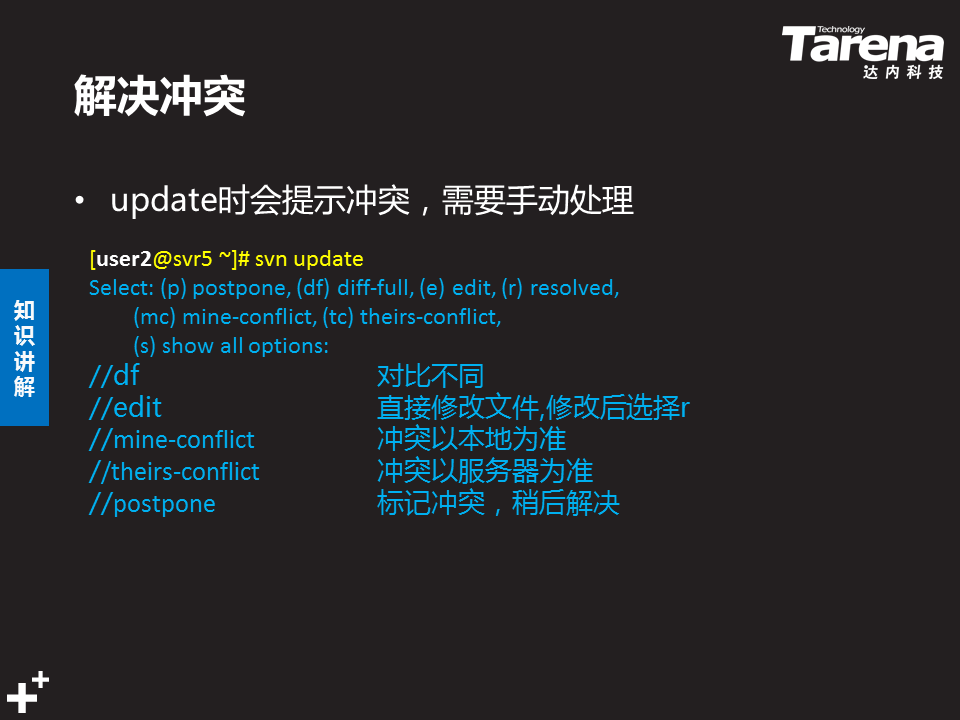 Technology
Tarena
达内科技
解决冲突
• update时会提示冲突，需要手动处理
[user2@svr5 ~]# svn update
Select: (p) postpone, (df) diff-full, (e) edit, (r) resolved,
(mc) mine-conflict, (tc) theirs-conflict,
(s) show all options:
//df 对比不同
//edit 直接修改文件,修改后选择r
//mine-conflict 冲突以本地为准
//theirs-conflict 冲突以服务器为准
//postpone 标记冲突，稍后解决
知识讲解